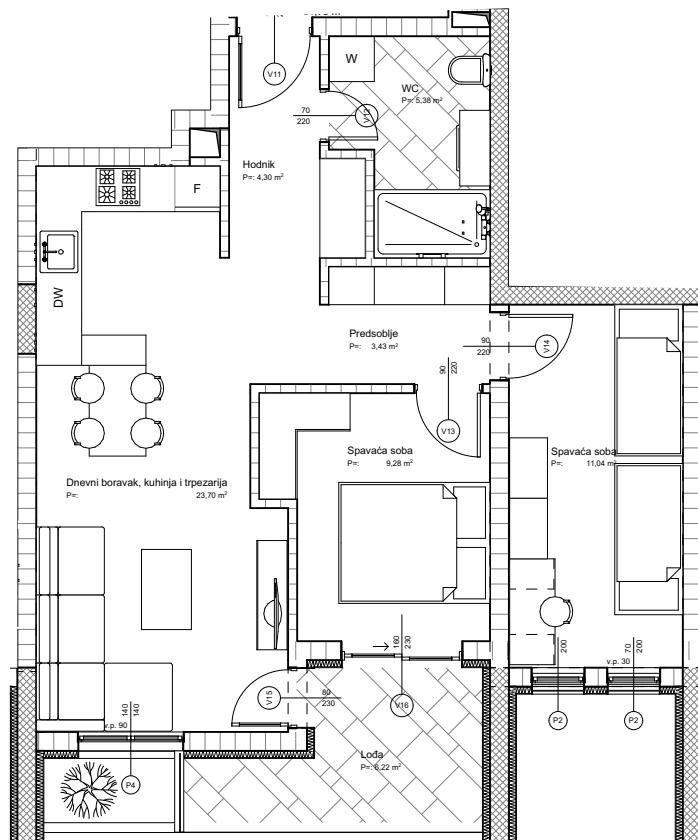 V11
W
WC
P=: 5,38 m²
70
220
V12
Hodnik
P=: 4,30 m²
F
DW
Predsoblje
P=: 3,43 m²
90
220
V14
90
220
V13
Spavaća soba
P=: 9,28 m²
Spavaća soba
P=: 11,04 m²
Dnevni boravak, kuhinja i trpezarija
P=: 23,70 m²
160
230
200
70
200
v.p. 30
V15
80
230
V16
140
140
v.p. 90
P2
P2
Lođa
P=: 6,22 m²
P4